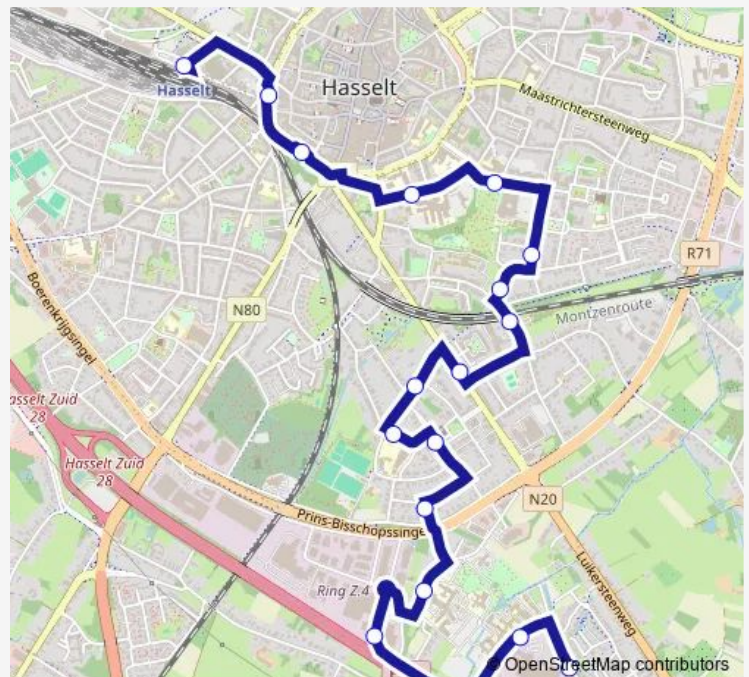 Hasselt
Hasselt
Maastrichtersteenweg
R71
Montzenroute
N80
Boerenkrijgsingel
asselt Zuid
28
Hasselt Zuid
28
N20
Prins-Bisschopssinge
Ring Z.4
Luikersteenweg
© OpenStreetMap contributors